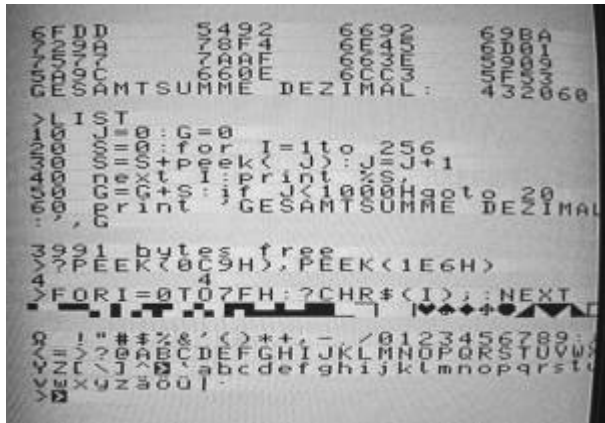 6FDD 5492 6692 69BA
729A 78F4 6E45 6D01
7577 7AAF 663E 5909
5A9C 660E 6CC3 5F53
GESAMTSUMME DEZIMAL: 432060
>LIST
10 J=0:G=0
20 S=0:for I=1to 256
30 S=S+peek( J):J=J+1
40 next I:print %S,
50 G=G+S:if J<1000Hgoto 20
60 print 'GESAMTSUMME DEZIMAL
:',G
3991 bytes free
>?PEEK(0C9H),PEEK(1E6H)
4 4
>FORI=0TO7FH:?CHR$(I);:NEXT
Ω !"#$%&'()*+,-./0123456789:;
<=>?@ABCDEFGHIJKLMNOPQRSTUVWX
YZ[\]^ `abcdefghijklmnopqrstu
vwxyzäöü|
>